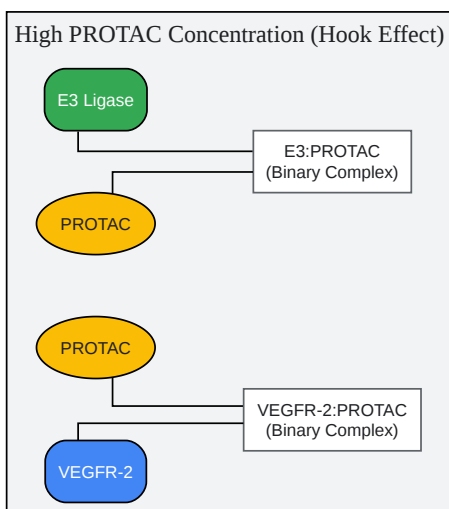 High PROTAC Concentration (Hook Effect)
E3 Ligase
E3:PROTAC
(Binary Complex)
PROTAC
PROTAC
VEGFR-2:PROTAC
(Binary Complex)
VEGFR-2